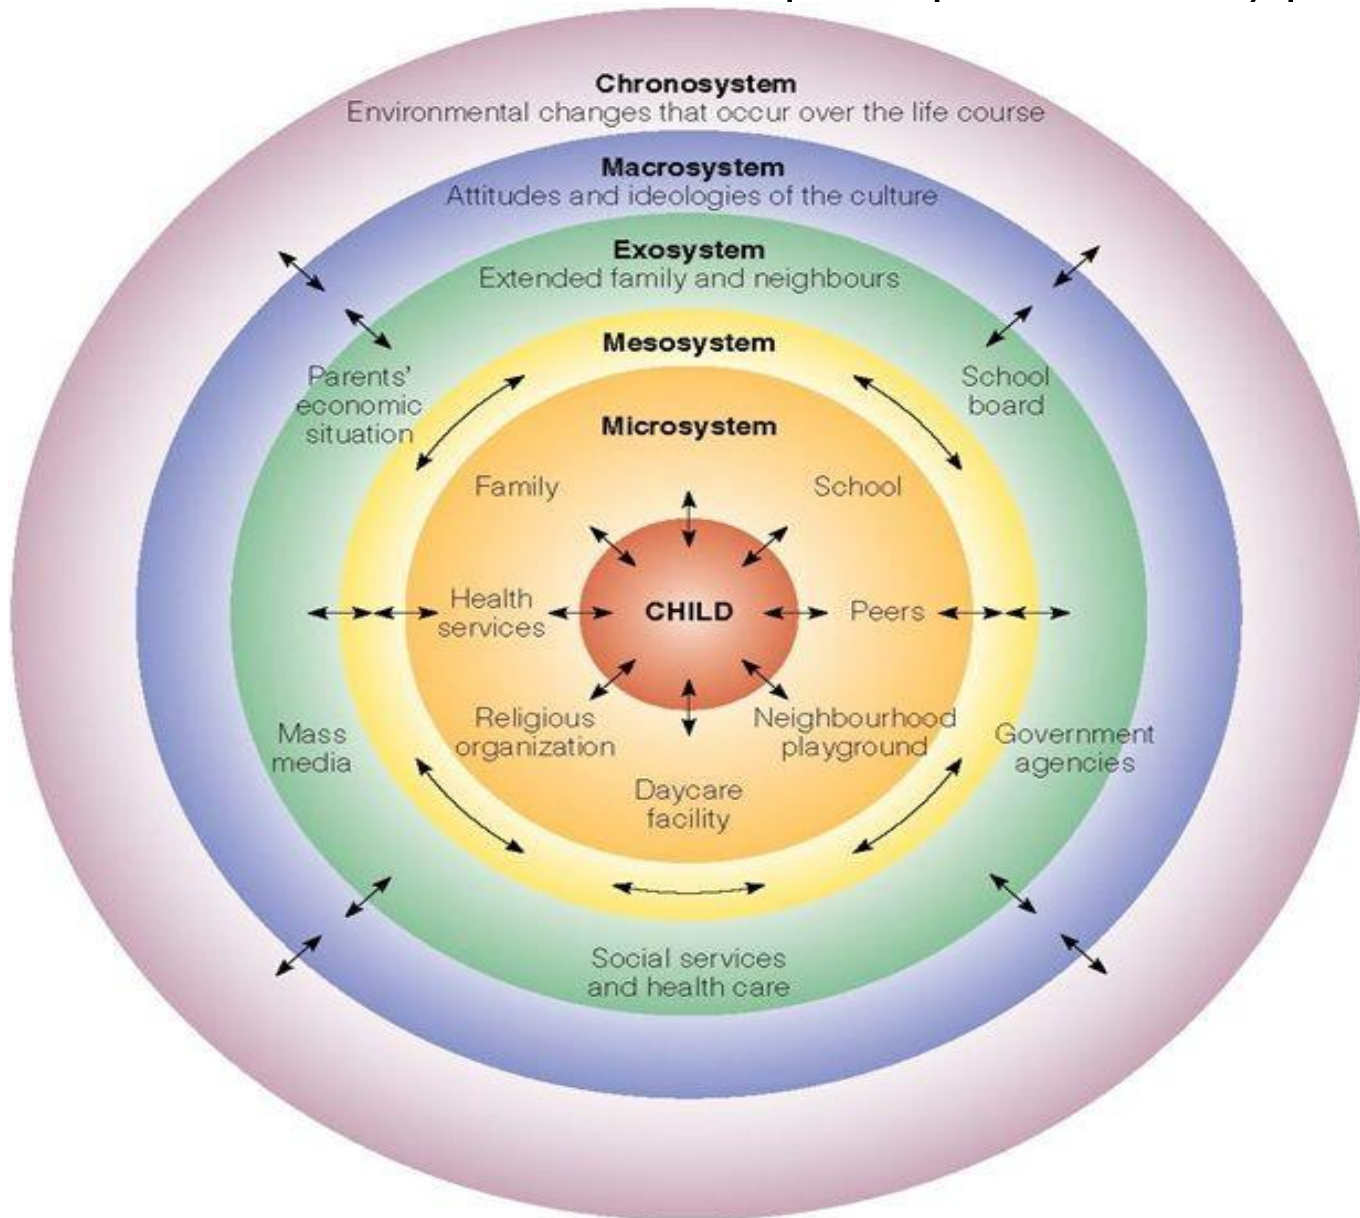 Chronosystem
Environmental changes that occur over the life course
Macrosystem
Attitudes and ideologies of the culture
Exosystem
Extended family and neighbours
Mesosystem
Parents'
economic
situation
School
board
Microsystem
Family
School
Health
services
CHILD
Peers
Religious
organization
Neighbourhood
playground
Mass
media
Government
agencies
Daycare
facility
Social services
and health care